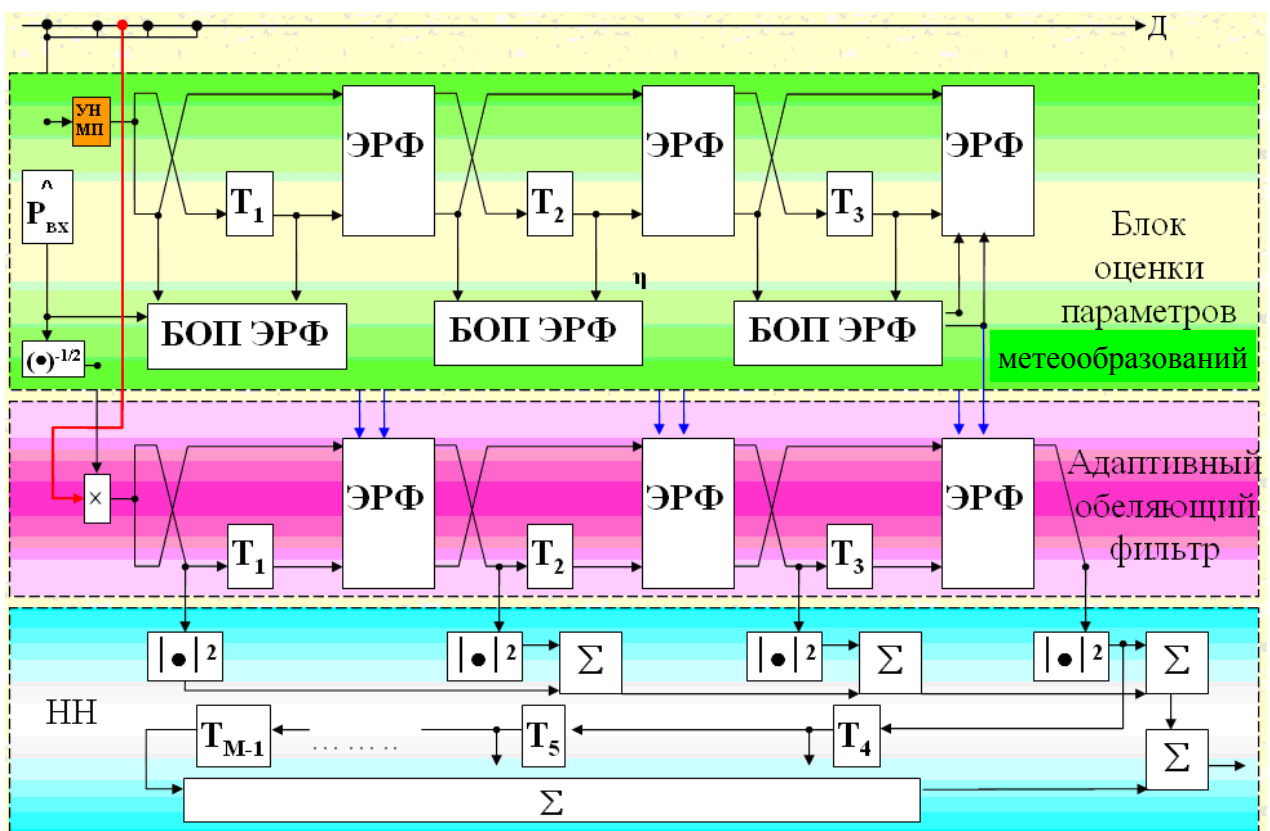 Д
УН
МП
ЭРФ
ЭРФ
ЭРФ
^
Pвх
T1
T2
T3
Блок
оценки
параметров
метеообразований
η
БОП ЭРФ
БОП ЭРФ
БОП ЭРФ
(•)-1/2
×
ЭРФ
ЭРФ
ЭРФ
T1
T2
T3
Адаптивный
обеляющий
фильтр
|•|2
|•|2
Σ
|•|2
Σ
|•|2
Σ
НН
TM-1
... ... ..
T5
T4
Σ
Σ